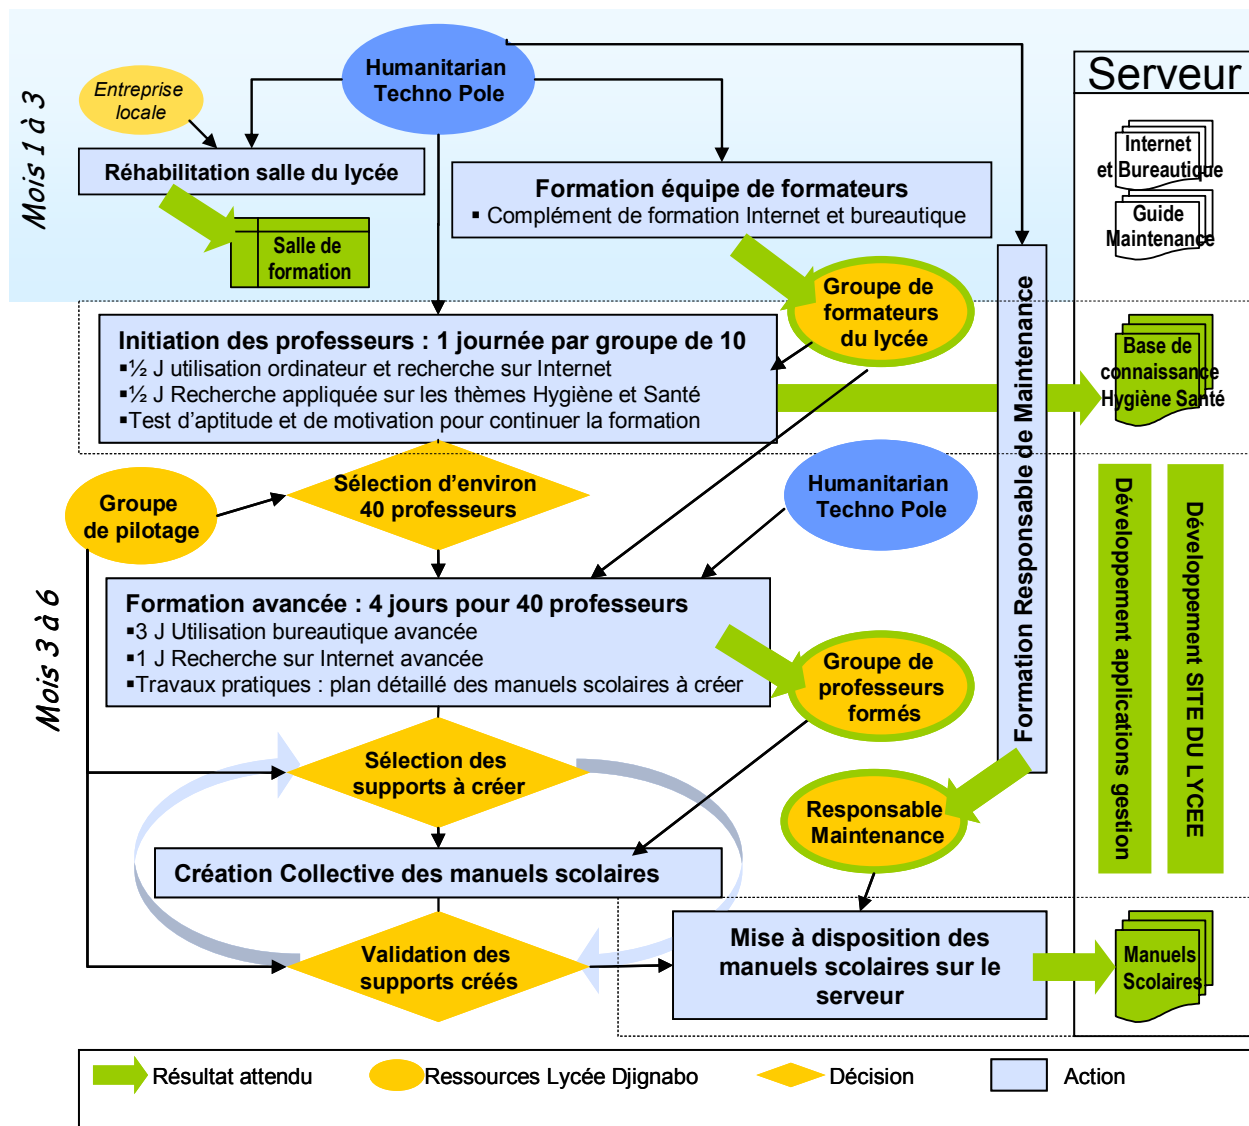 Mois 1 à 3
Entreprise
locale
Humanitarian
Techno Pole
Serveur
Réhabilitation salle du lycée
Formation équipe de formateurs
▪ Complément de formation Internet et bureautique
Internet
et Bureautique
Guide
Maintenance
Salle de
formation
Groupe de
formateurs
du lycée
Formation Responsable de Maintenance
Initiation des professeurs : 1 journée par groupe de 10
▪½ J utilisation ordinateur et recherche sur Internet
▪½ J Recherche appliquée sur les thèmes Hygiène et Santé
▪Test d’aptitude et de motivation pour continuer la formation
Base de
connaissance
Hygiène Santé
Mois 3 à 6
Groupe
de pilotage
Sélection d’environ
40 professeurs
Humanitarian
Techno Pole
Développement applications gestion
Développement SITE DU LYCEE
Formation avancée : 4 jours pour 40 professeurs
▪3 J Utilisation bureautique avancée
▪1 J Recherche sur Internet avancée
▪Travaux pratiques : plan détaillé des manuels scolaires à créer
Groupe de
professeurs
formés
Sélection des
supports à créer
Responsable
Maintenance
Création Collective des manuels scolaires
Validation des
supports créés
Mise à disposition des
manuels scolaires sur le
serveur
Manuels
Scolaires
Résultat attendu
Ressources Lycée Djignabo
Décision
Action